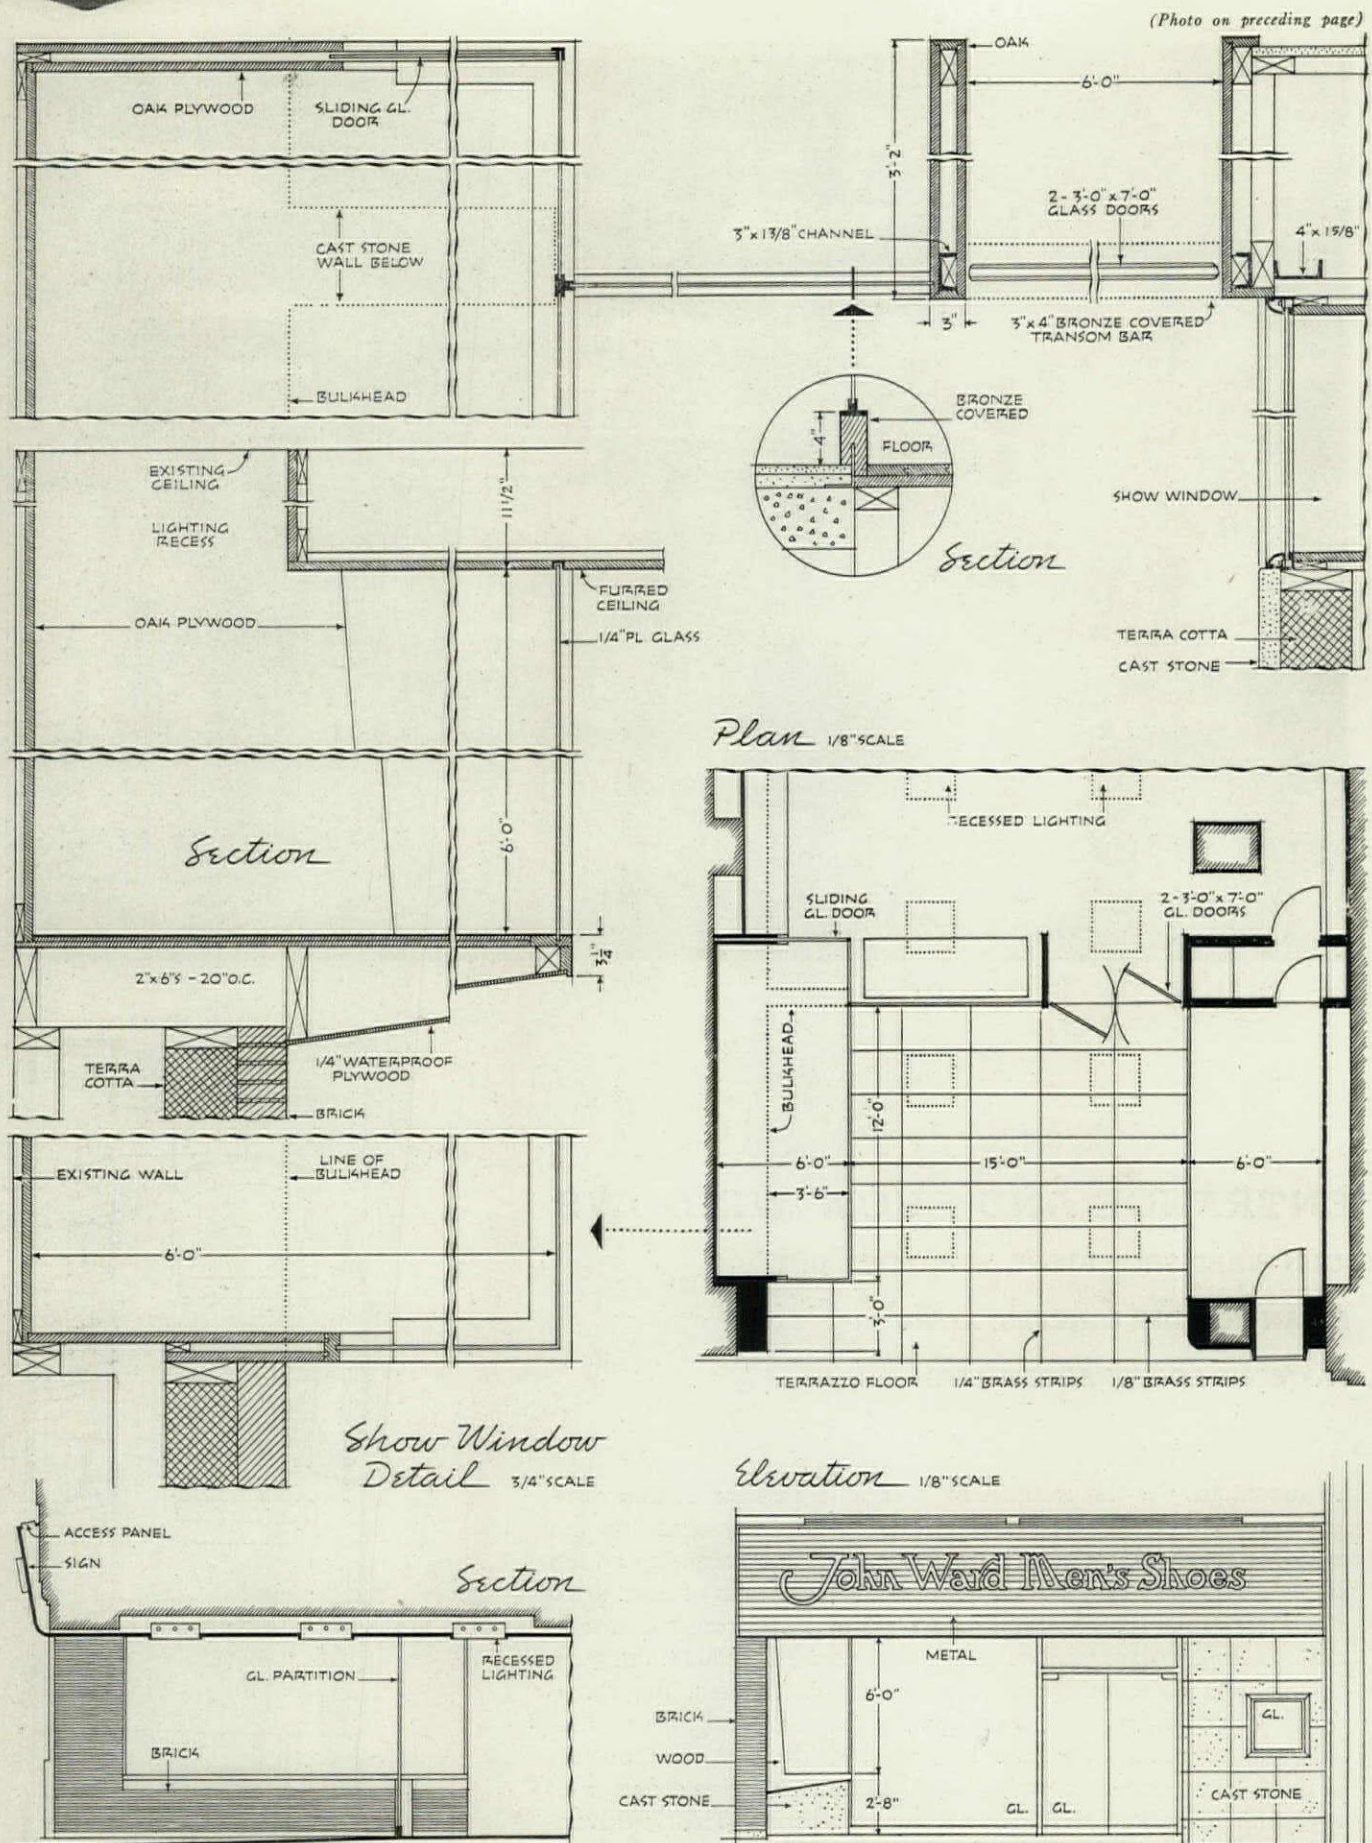 (Photo on preceding page)
OAK PLYWOOD
SLIDING GL.
DOOR
CAST STONE
WALL BELOW
BULKHEAD
OAK
6'-0"
3'-2"
2 - 3'-0" x 7'-0"
GLASS DOORS
3" x 1 3/8" CHANNEL
4" x 1 5/8"
3"
3" x 4" BRONZE COVERED
TRANSOM BAR
BRONZE
COVERED
4"
FLOOR
SHOW WINDOW
Section
TERRA COTTA
CAST STONE
EXISTING
CEILING
LIGHTING
RECESS
11 1/2"
FURRED
CEILING
OAK PLYWOOD
1/4" PL. GLASS
6'-0"
Section
3 1/4"
2" x 6"S - 20" O.C.
TERRA
COTTA
1/4" WATERPROOF
PLYWOOD
BRICK
EXISTING WALL
LINE OF
BULKHEAD
6'-0"
Show Window
Detail 3/4" SCALE
Plan 1/8" SCALE
RECESSED LIGHTING
SLIDING
GL. DOOR
2 - 3'-0" x 7'-0"
GL. DOORS
BULKHEAD
12'-0"
6'-0"
15'-0"
6'-0"
3'-6"
3'-0"
TERRAZZO FLOOR
1/4" BRASS STRIPS
1/8" BRASS STRIPS
ACCESS PANEL
SIGN
Section
GL. PARTITION
RECESSED
LIGHTING
BRICK
Elevation 1/8" SCALE
John Ward Men's Shoes
METAL
6'-0"
BRICK
WOOD
CAST STONE
2'-8"
GL.
GL.
GL.
CAST STONE